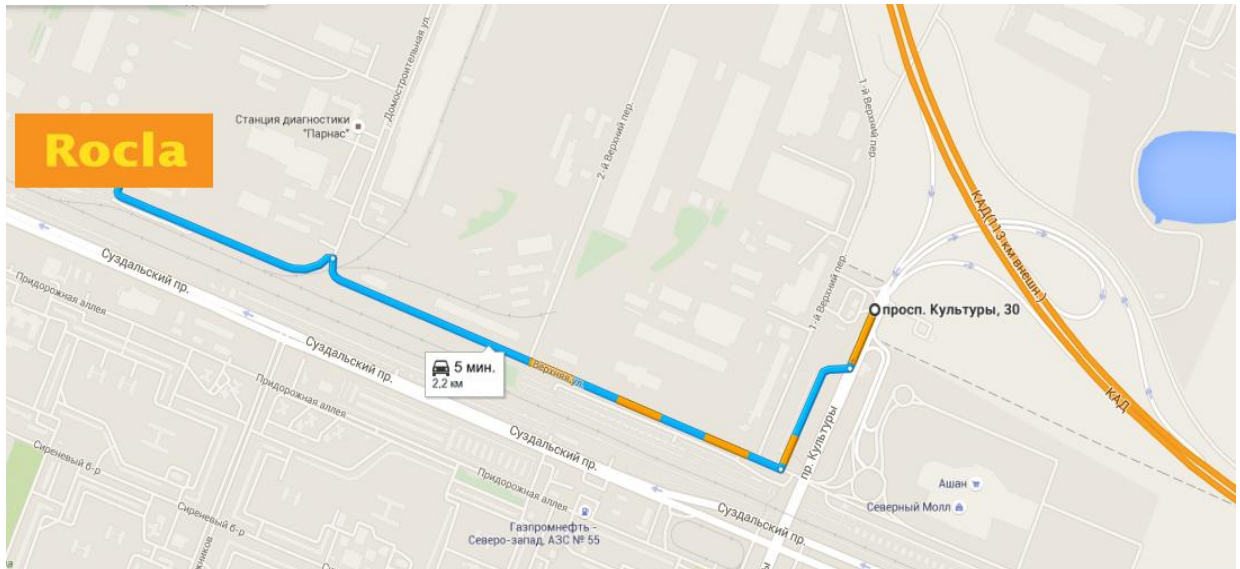 Домостроительная ул.
Станция диагностики
"Парнас"
Rocla
2-й Верхний пер.
1-й Верхний пер.
КАД(113 км внешн.)
КАД
1-й Верхний пер.
просп. Культуры, 30
Суздальский пр.
Придорожная аллея
Суздальский пр.
Придорожная аллея
5 мин.
2,2 км
Верхняя ул.
Суздальский пр.
пр. Культуры
Сиреневый б-р
Придорожная аллея
Ашан
Северный Молл
Сиреневый б-р
Газпромнефть -
Северо-запад, АЗС № 55
Суздальский пр.